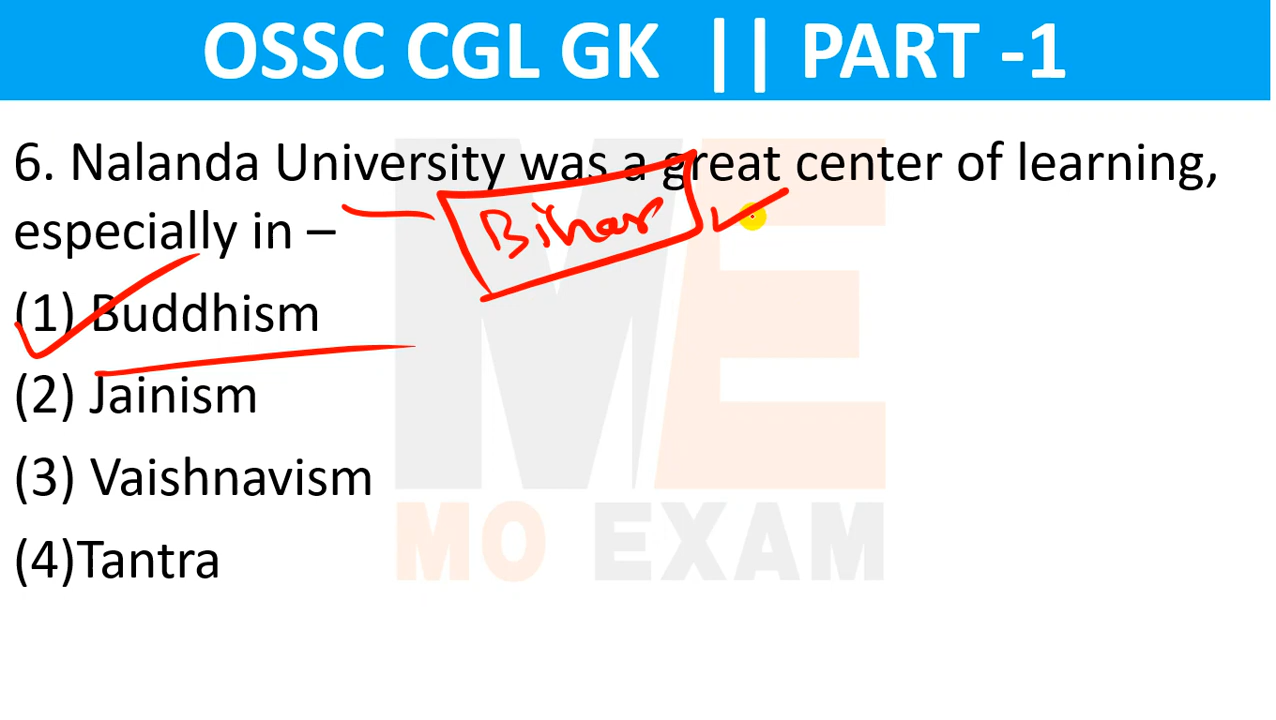 OSSC CGL GK || PART -1
6. Nalanda University was a great center of learning,
especially in –
Bihar
(1) Buddhism
(2) Jainism
(3) Vaishnavism
(4)Tantra
ME
MO EXAM